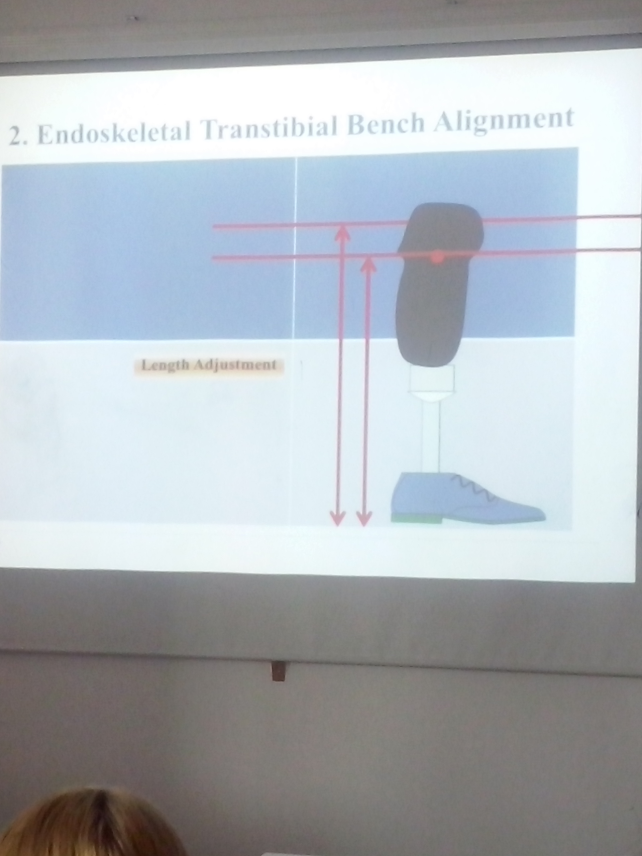 2. Endoskeletal Transtibial Bench Alignment
Length Adjustment